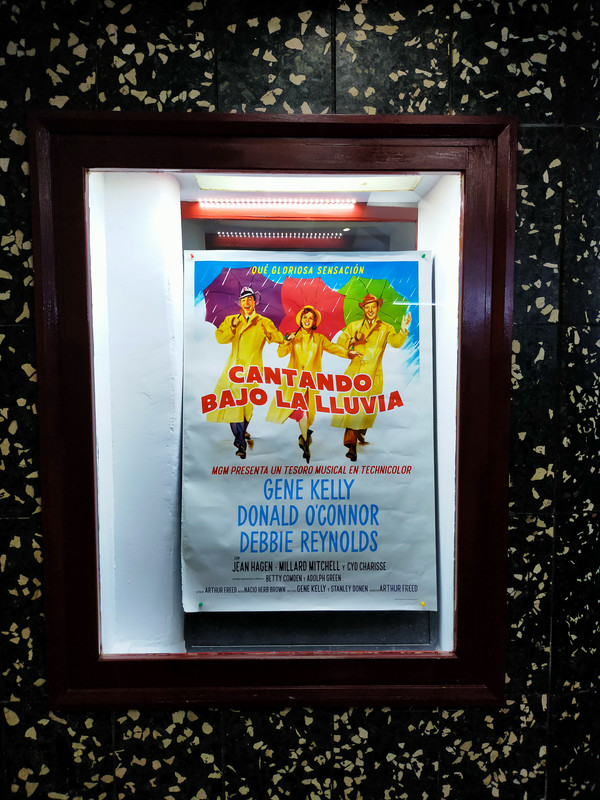 QUÉ GLORIOSA SENSACIÓN
CANTANDO
BAJO LA LLUVIA
MGM PRESENTA UN TESORO MUSICAL EN TECHNICOLOR
GENE KELLY
DONALD O'CONNOR
DEBBIE REYNOLDS
CON
JEAN HAGEN · MILLARD MITCHELL Y CYD CHARISSE
BETTY COMDEN Y ADOLPH GREEN
ARTHUR FREED NACIO HERB BROWN GENE KELLY Y STANLEY DONEN ARTHUR FREED